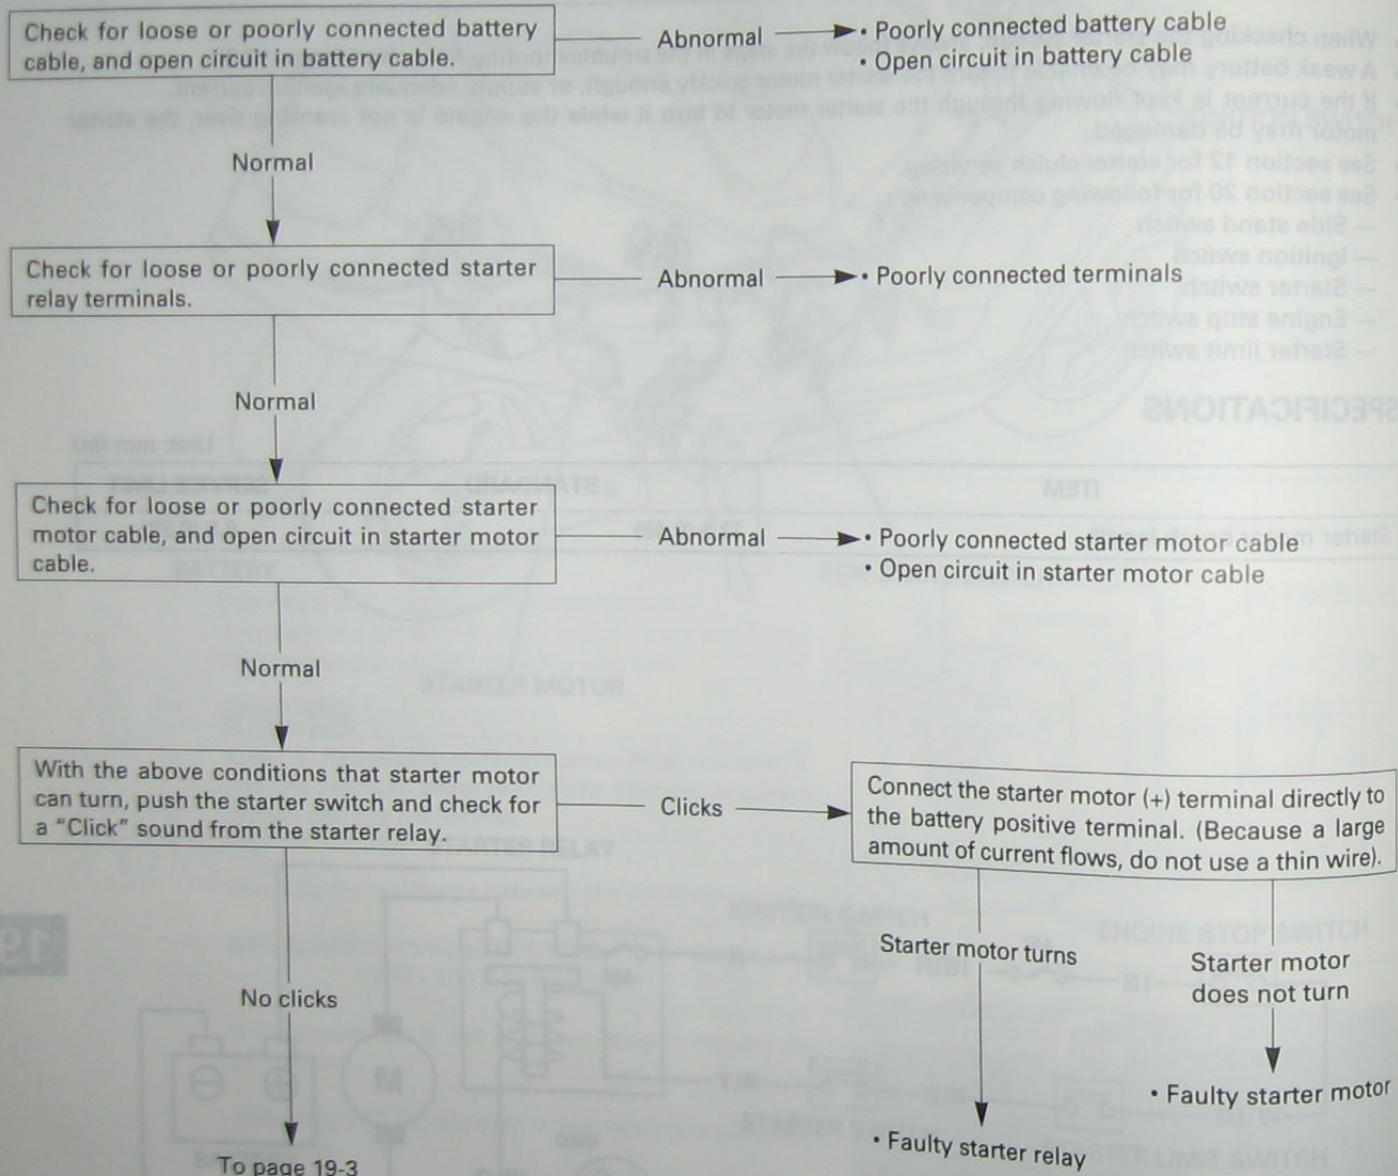 Check for loose or poorly connected battery
cable, and open circuit in battery cable.
Abnormal
• Poorly connected battery cable
• Open circuit in battery cable
Normal
Check for loose or poorly connected starter
relay terminals.
Abnormal
• Poorly connected terminals
Normal
Check for loose or poorly connected starter
motor cable, and open circuit in starter motor
cable.
Abnormal
• Poorly connected starter motor cable
• Open circuit in starter motor cable
Normal
With the above conditions that starter motor
can turn, push the starter switch and check for
a “Click” sound from the starter relay.
Clicks
Connect the starter motor (+) terminal directly to
the battery positive terminal. (Because a large
amount of current flows, do not use a thin wire).
Starter motor turns
Starter motor
does not turn
No clicks
• Faulty starter motor
• Faulty starter relay
To page 19-3